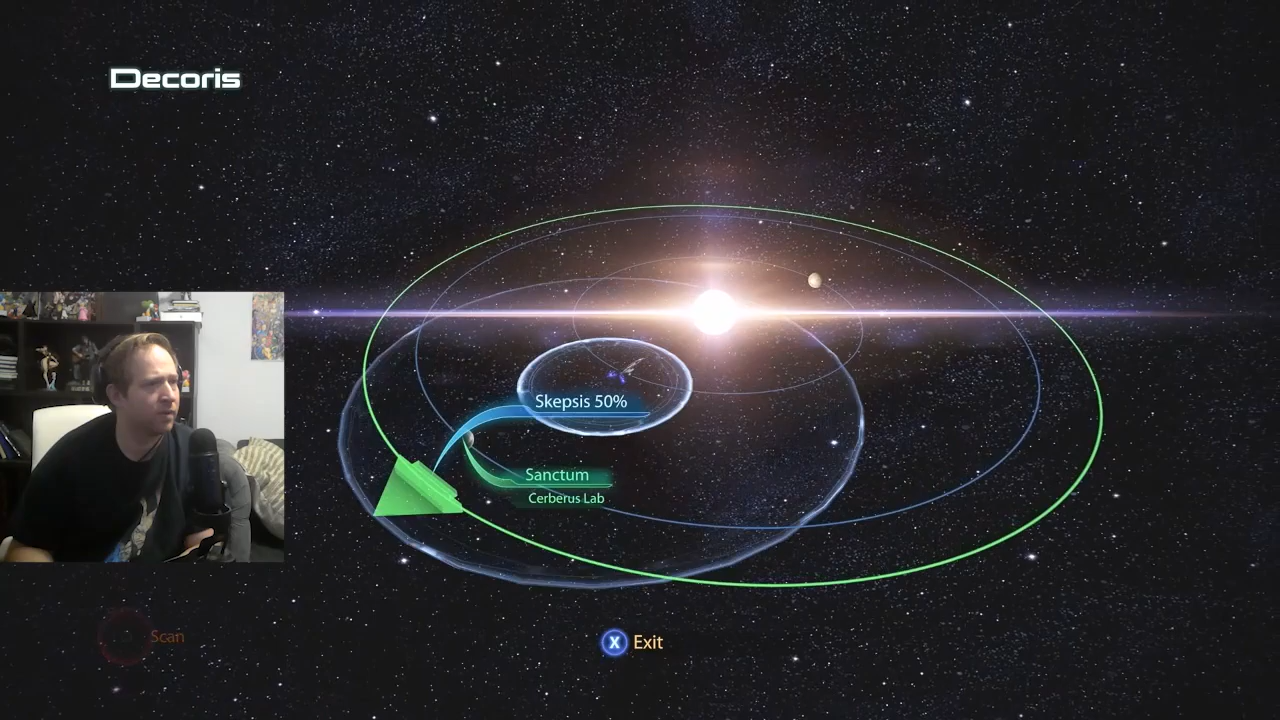 Decoris
Skepsis 50%
Sanctum
Cerberus Lab
Scan
X Exit